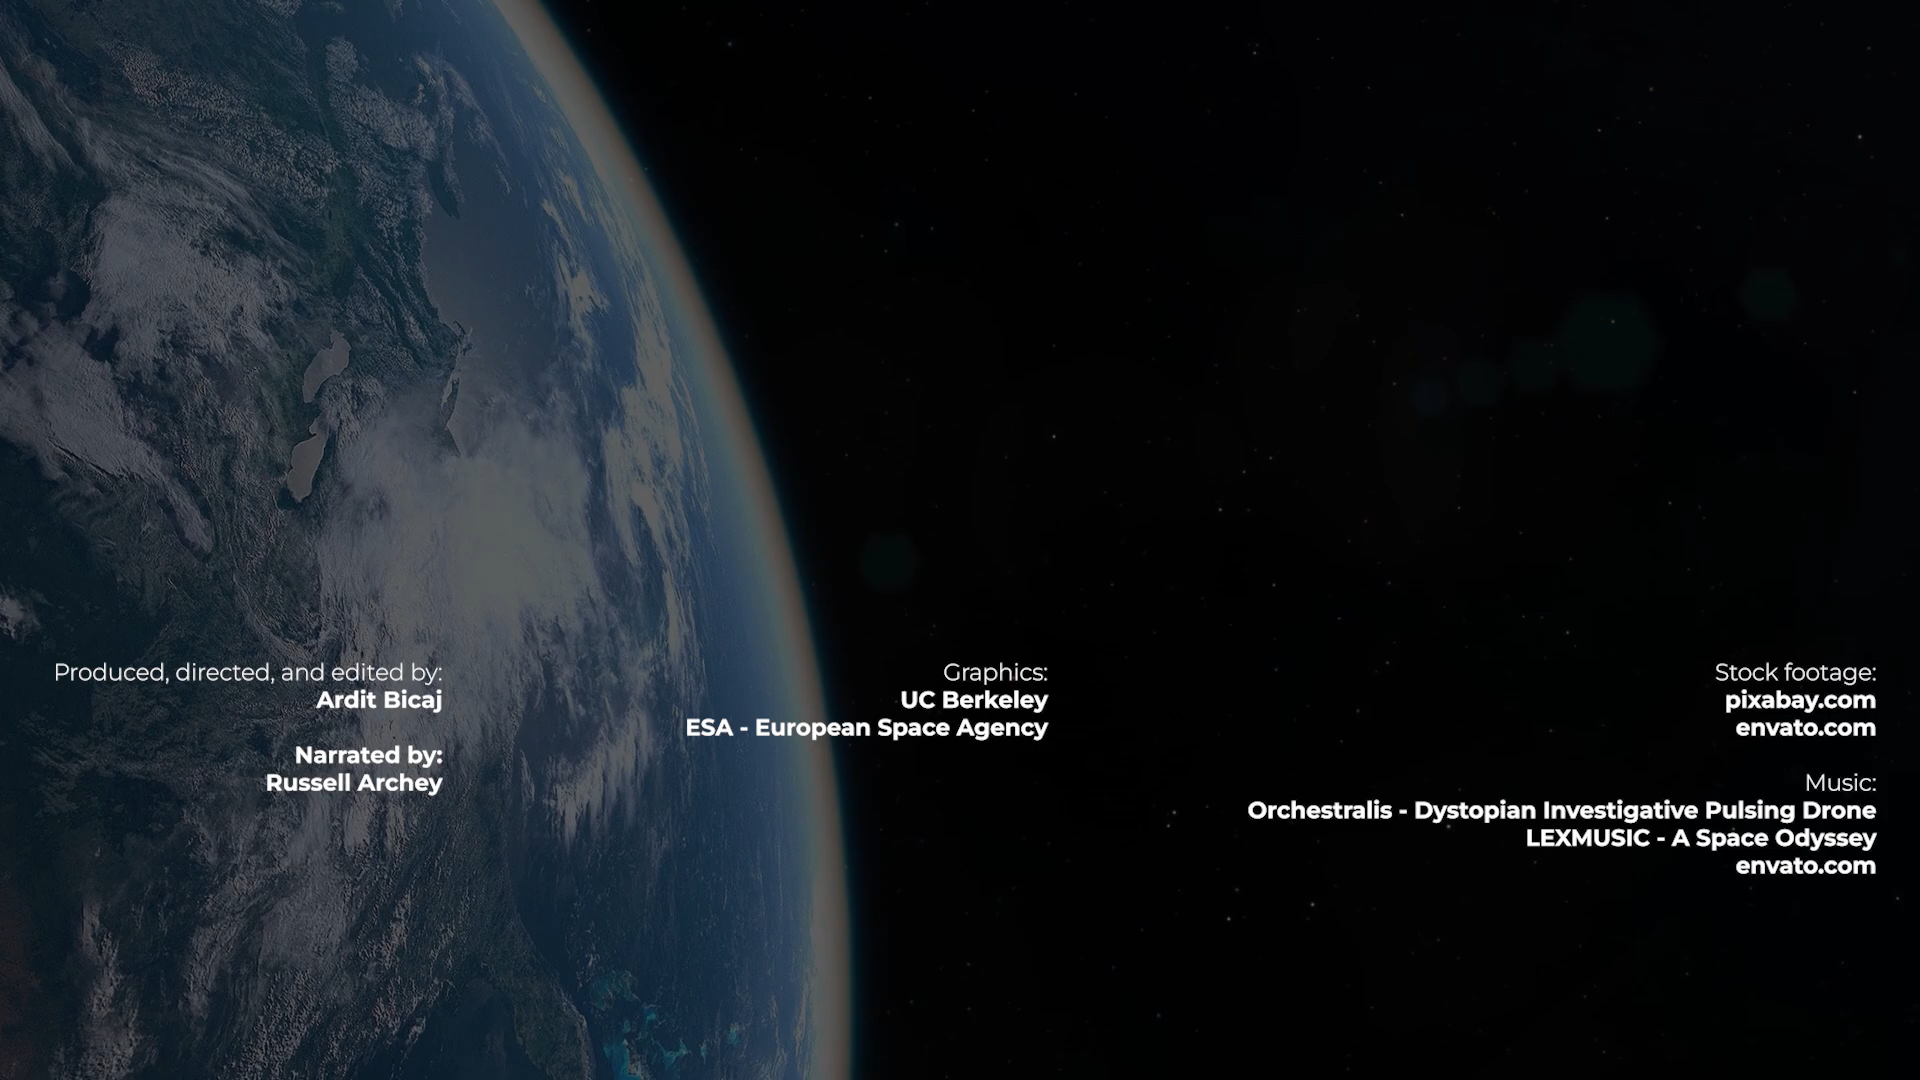 Produced, directed, and edited by:
Ardit Bicaj
Narrated by:
Russell Archey
Graphics:
UC Berkeley
ESA - European Space Agency
Stock footage:
pixabay.com
envato.com
Music:
Orchestralis - Dystopian Investigative Pulsing Drone
LEXMUSIC - A Space Odyssey
envato.com